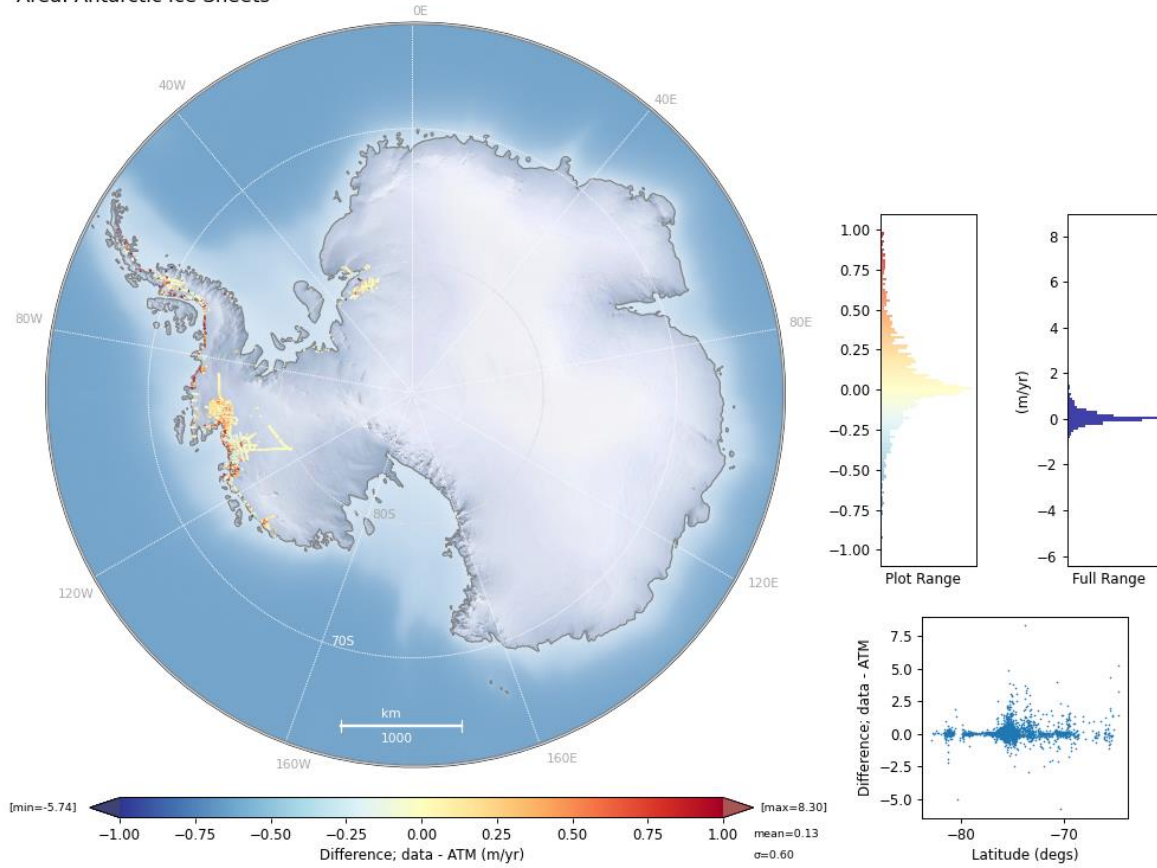 Area: Antarctic Ice Sheets
0E
40W
40E
80W
80E
120W
120E
160W
160E
80S
70S
km
1000
1.00
0.75
0.50
0.25
0.00
−0.25
−0.50
−0.75
−1.00
Plot Range
8
6
4
2
0
−2
−4
−6
(m/yr)
Full Range
7.5
5.0
2.5
0.0
−2.5
−5.0
Difference; data - ATM
−80
−70
Latitude (degs)
[min=-5.74]
[max=8.30]
−1.00 −0.75 −0.50 −0.25 0.00 0.25 0.50 0.75 1.00
mean=0.13
Difference; data - ATM (m/yr)
σ=0.60